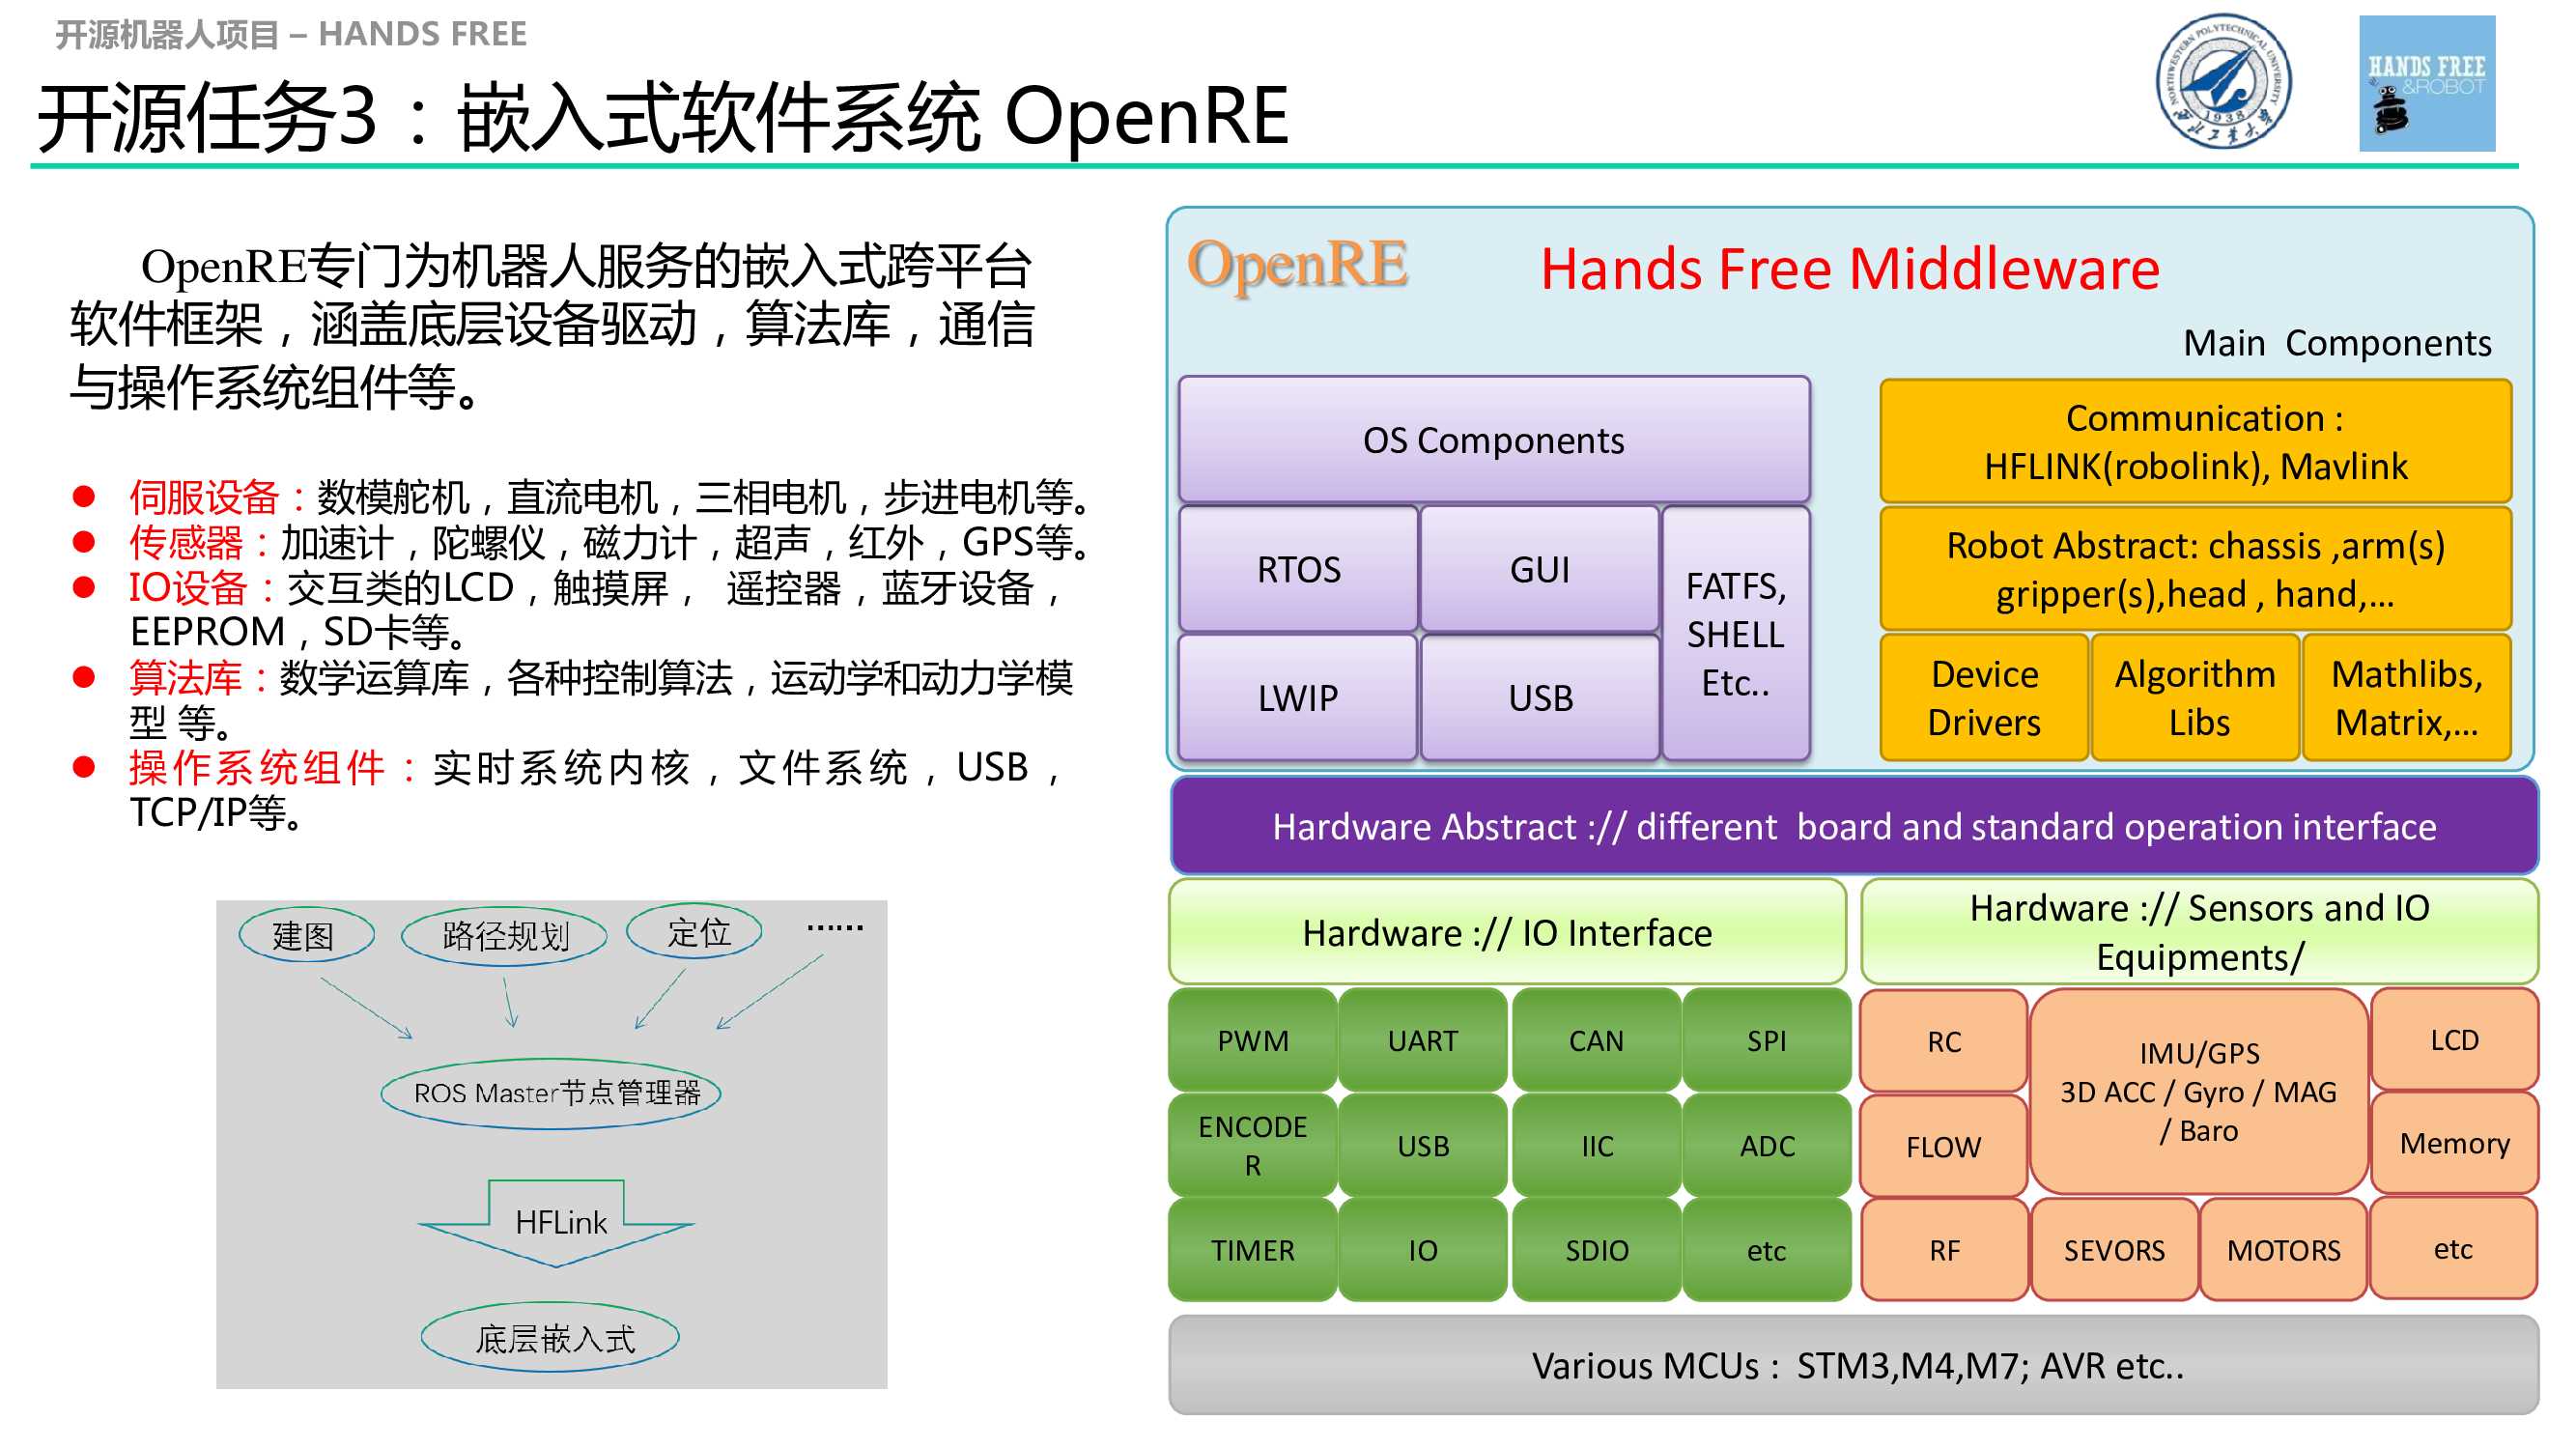 开源机器人项目 – HANDS FREE
开源任务3：嵌入式软件系统 OpenRE
NORTHWESTERN POLYTECHNICAL UNIVERSITY
1938
西北工业大学
HANDS FREE
&ROBOT
OpenRE专门为机器人服务的嵌入式跨平台
软件框架，涵盖底层设备驱动，算法库，通信
与操作系统组件等。
伺服设备：数模舵机，直流电机，三相电机，步进电机等。
传感器：加速计，陀螺仪，磁力计，超声，红外，GPS等。
IO设备：交互类的LCD，触摸屏， 遥控器，蓝牙设备，
EEPROM，SD卡等。
算法库：数学运算库，各种控制算法，运动学和动力学模
型 等。
操作系统组件：实时系统内核，文件系统，USB，
TCP/IP等。
建图
路径规划
定位
......
ROS Master节点管理器
HFLink
底层嵌入式
OpenRE
Hands Free Middleware
Main Components
OS Components
RTOS
GUI
FATFS,
SHELL
Etc..
LWIP
USB
Communication :
HFLINK(robolink), Mavlink
Robot Abstract: chassis ,arm(s)
gripper(s),head , hand,...
Device
Drivers
Algorithm
Libs
Mathlibs,
Matrix,...
Hardware Abstract :// different board and standard operation interface
Hardware :// IO Interface
Hardware :// Sensors and IO
Equipments/
PWM
UART
CAN
SPI
ENCODE
R
USB
IIC
ADC
TIMER
IO
SDIO
etc
RC
IMU/GPS
3D ACC / Gyro / MAG
/ Baro
LCD
FLOW
Memory
RF
SEVORS
MOTORS
etc
Various MCUs : STM3,M4,M7; AVR etc..